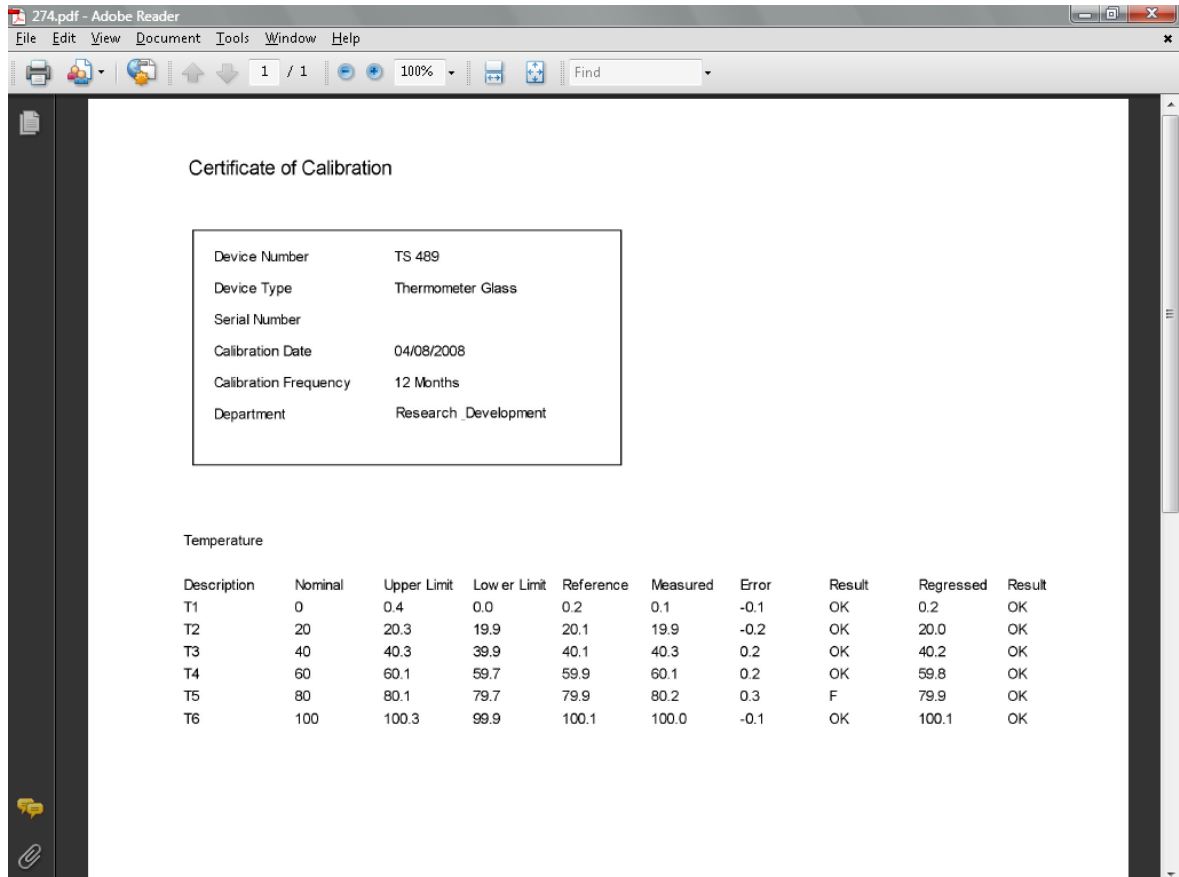 274.pdf - Adobe Reader
File Edit View Document Tools Window Help
1 / 1 100% Find
Certificate of Calibration
Device Number TS 489
Device Type Thermometer Glass
Serial Number
Calibration Date 04/08/2008
Calibration Frequency 12 Months
Department Research _Development
Temperature
Description Nominal Upper Limit Lower Limit Reference Measured Error Result Regressed Result
T1 0 0.4 0.0 0.2 0.1 -0.1 OK 0.2 OK
T2 20 20.3 19.9 20.1 19.9 -0.2 OK 20.0 OK
T3 40 40.3 39.9 40.1 40.3 0.2 OK 40.2 OK
T4 60 60.1 59.7 59.9 60.1 0.2 OK 59.8 OK
T5 80 80.1 79.7 79.9 80.2 0.3 F 79.9 OK
T6 100 100.3 99.9 100.1 100.0 -0.1 OK 100.1 OK